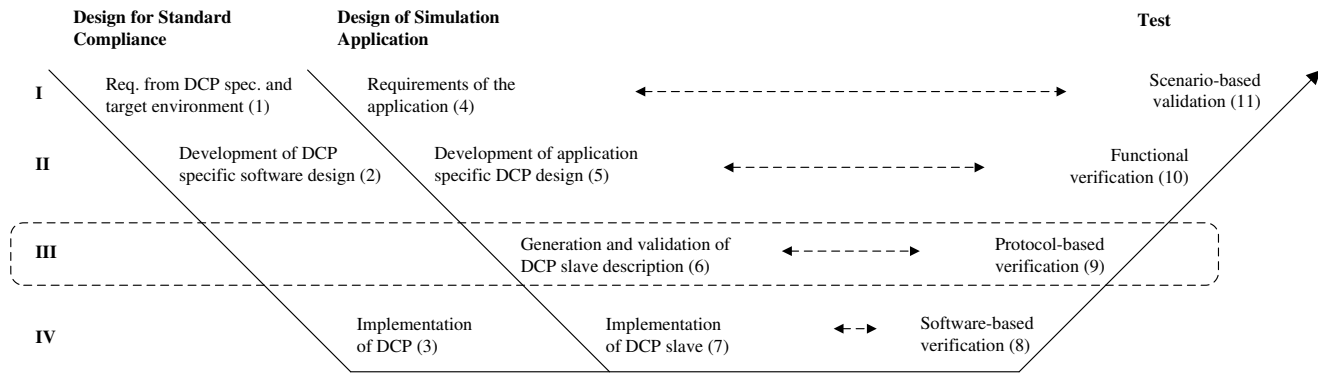 Design for Standard
Compliance
Design of Simulation
Application
Test
I
Req. from DCP spec. and
target environment (1)
Requirements of the
application (4)
Scenario-based
validation (11)
II
Development of DCP
specific software design (2)
Development of application
specific DCP design (5)
Functional
verification (10)
III
Generation and validation of
DCP slave description (6)
Protocol-based
verification (9)
IV
Implementation
of DCP (3)
Implementation
of DCP slave (7)
Software-based
verification (8)